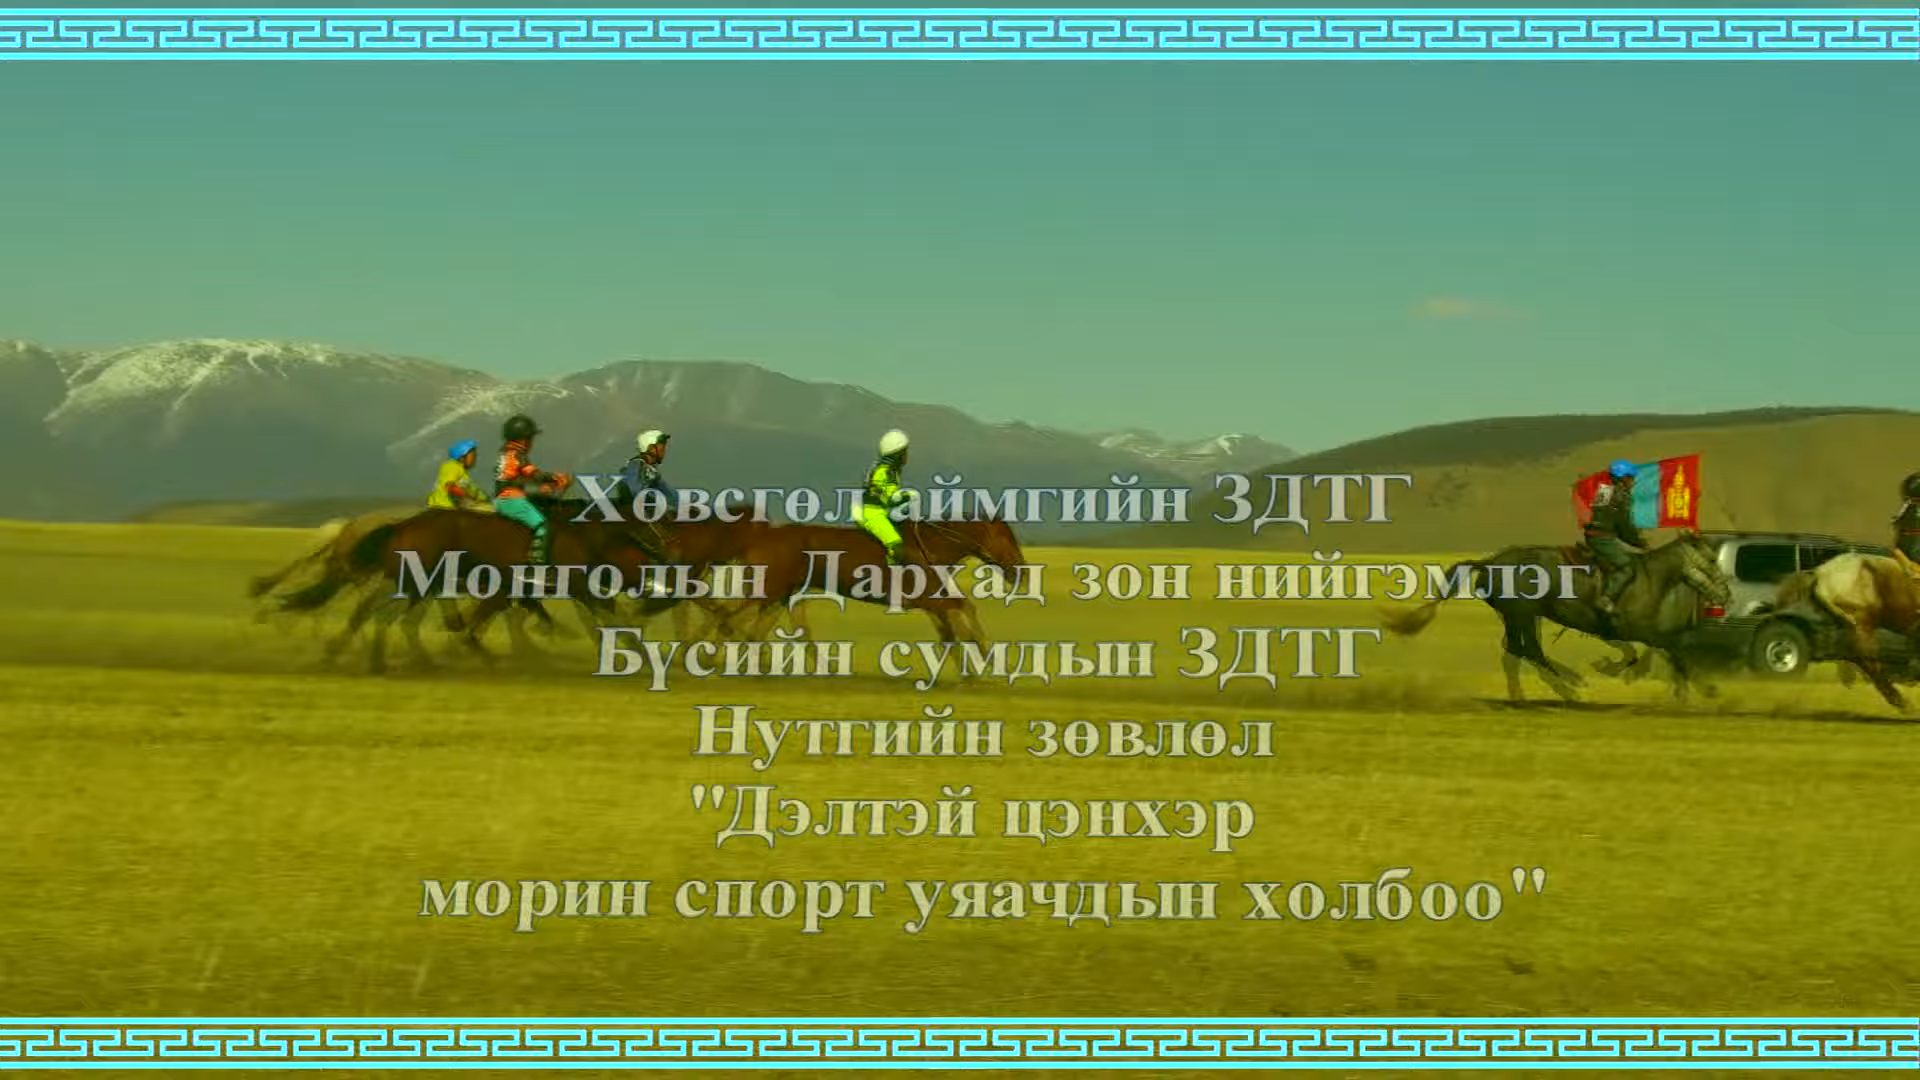 Хөвсгөл аймгийн ЗДТГ
Монголын Дархад зон нийгэмлэг
Бүсийн сумдын ЗДТГ
Нутгийн зөвлөл
"Дэлтэй цэнхэр
морин спорт уяачдын холбоо"